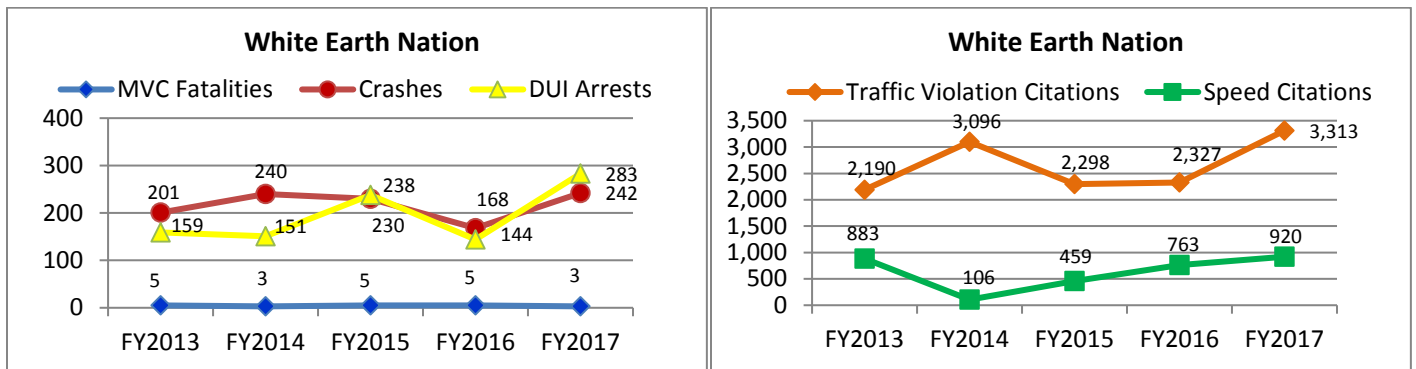 White Earth Nation
MVC Fatalities Crashes DUI Arrests
400
300
200
100
0
201 240 238 168 283
159 151 230 144 242
5 3 5 5 3
FY2013 FY2014 FY2015 FY2016 FY2017
White Earth Nation
Traffic Violation Citations Speed Citations
3,500
3,000
2,500
2,000
1,500
1,000
500
0
2,190 3,096 2,298 2,327 3,313
883 106 459 763 920
FY2013 FY2014 FY2015 FY2016 FY2017